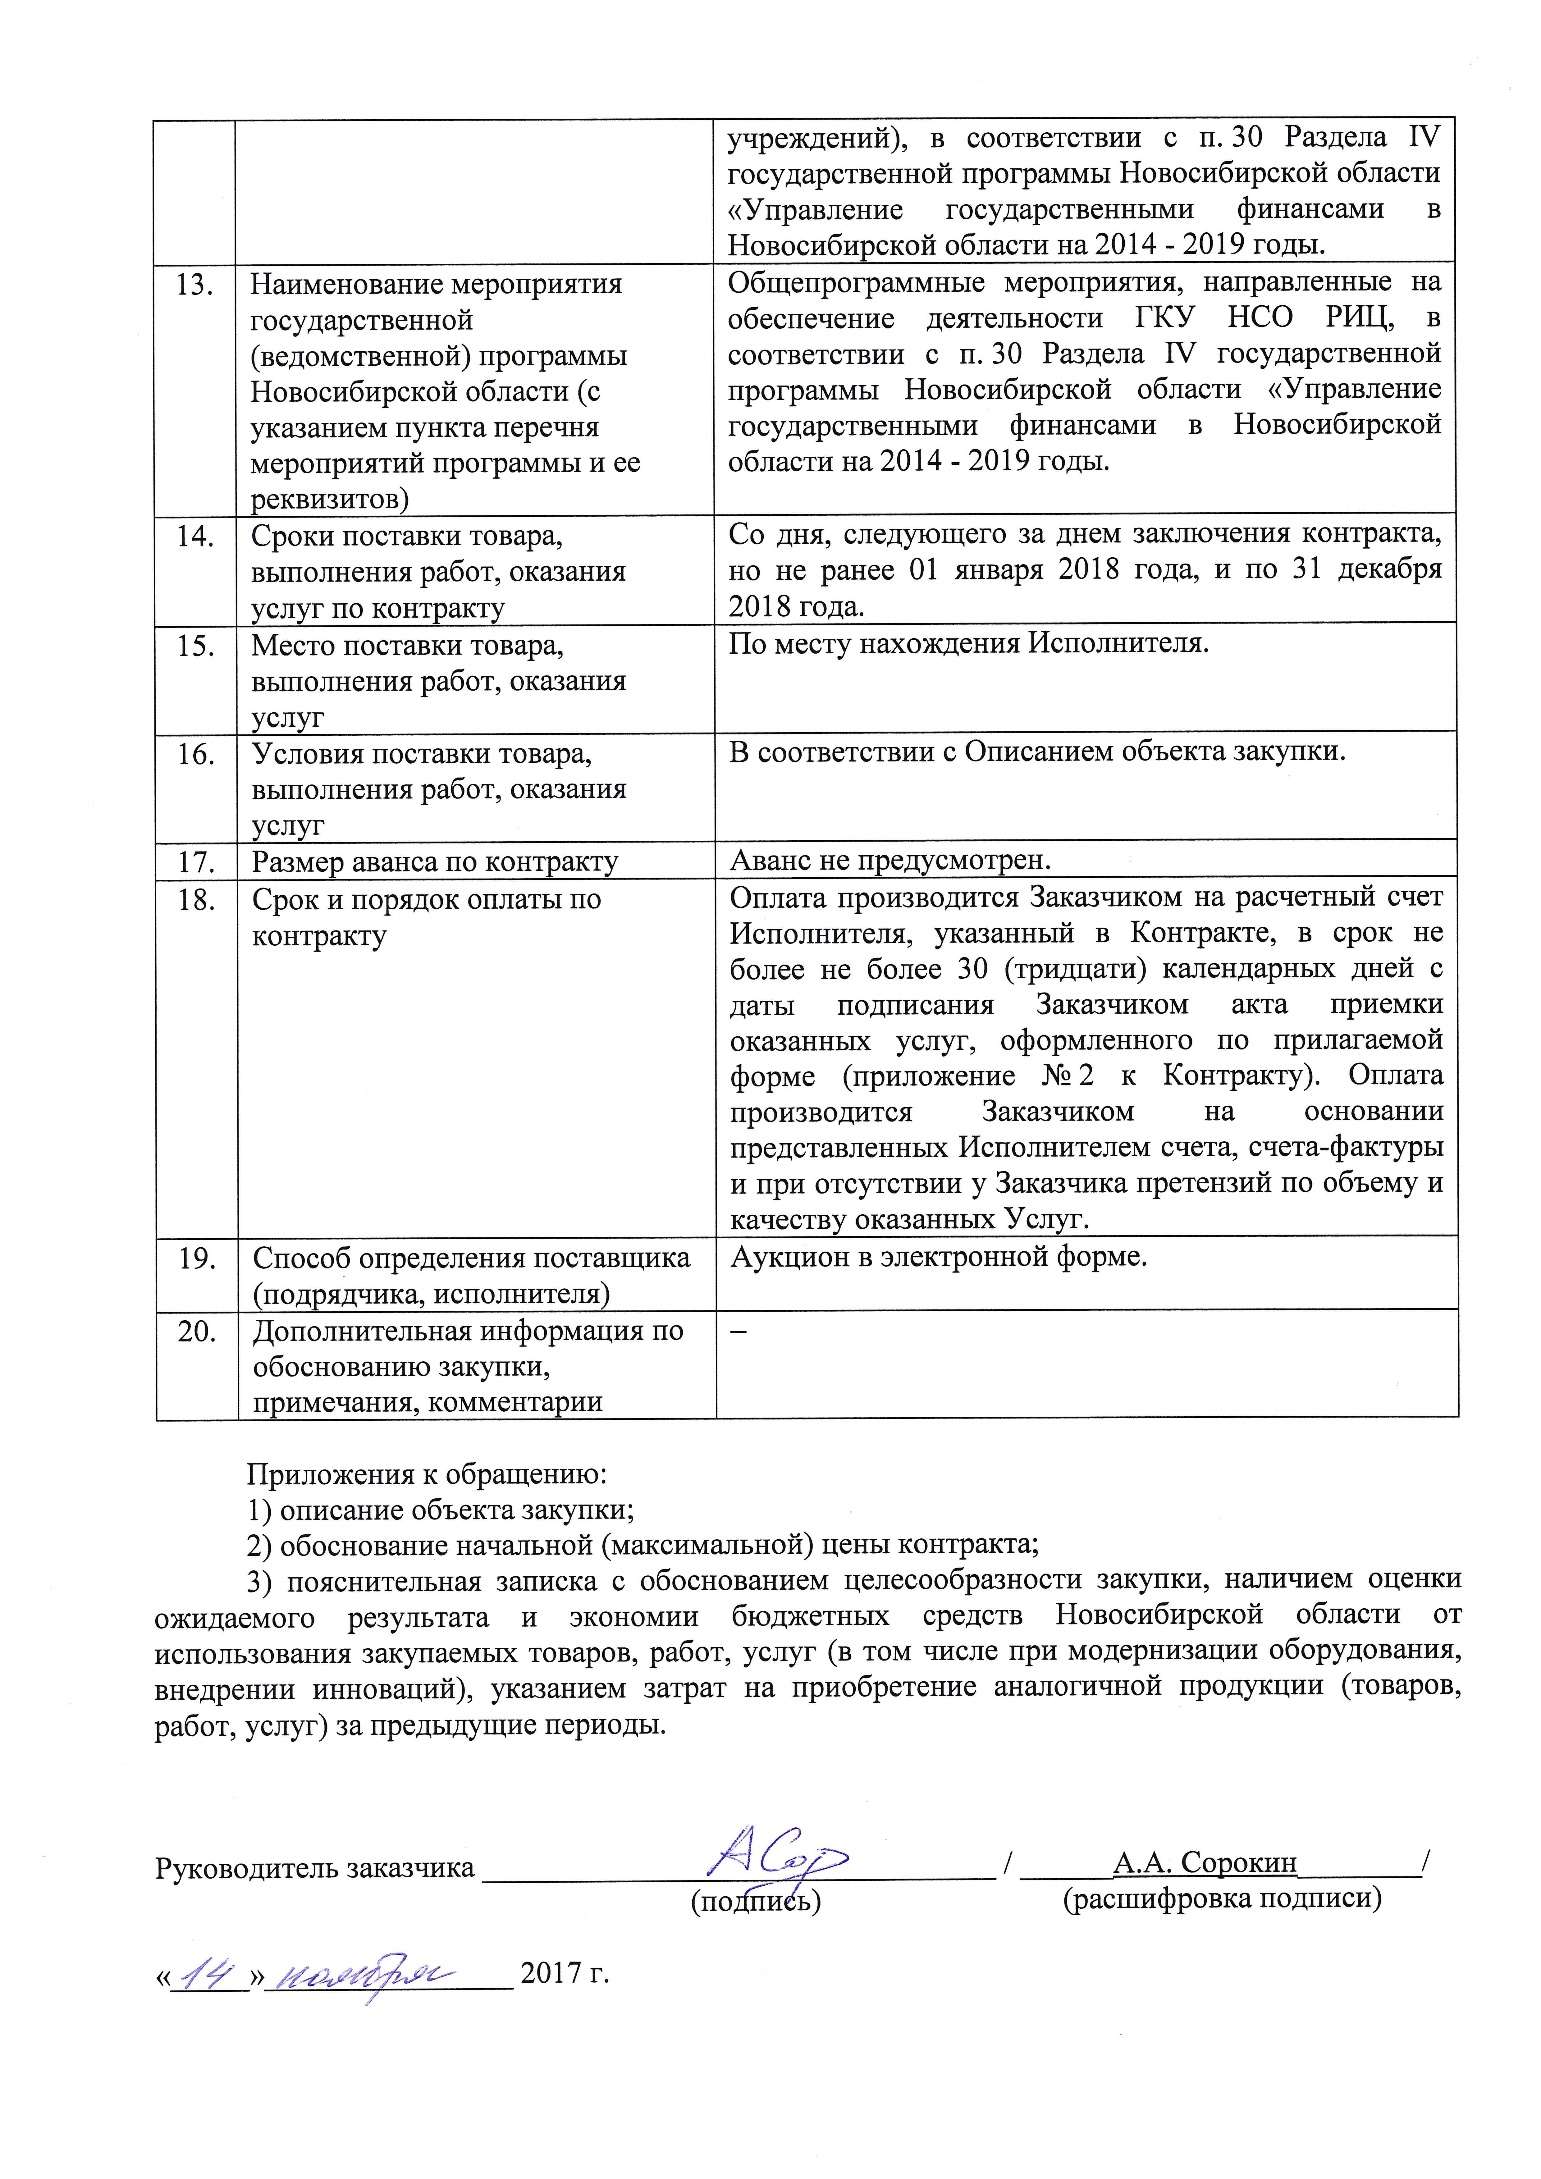 учреждений), в соответствии с п. 30 Раздела IV
государственной программы Новосибирской области
«Управление государственными финансами в
Новосибирской области на 2014 - 2019 годы.
13.
Наименование мероприятия
государственной
(ведомственной) программы
Новосибирской области (с
указанием пункта перечня
мероприятий программы и ее
реквизитов)
Общепрограммные мероприятия, направленные на
обеспечение деятельности ГКУ НСО РИЦ, в
соответствии с п. 30 Раздела IV государственной
программы Новосибирской области «Управление
государственными финансами в Новосибирской
области на 2014 - 2019 годы.
14.
Сроки поставки товара,
выполнения работ, оказания
услуг по контракту
Со дня, следующего за днем заключения контракта,
но не ранее 01 января 2018 года, и по 31 декабря
2018 года.
15.
Место поставки товара,
выполнения работ, оказания
услуг
По месту нахождения Исполнителя.
16.
Условия поставки товара,
выполнения работ, оказания
услуг
В соответствии с Описанием объекта закупки.
17.
Размер аванса по контракту
Аванс не предусмотрен.
18.
Срок и порядок оплаты по
контракту
Оплата производится Заказчиком на расчетный счет
Исполнителя, указанный в Контракте, в срок не
более не более 30 (тридцати) календарных дней с
даты подписания Заказчиком акта приемки
оказанных услуг, оформленного по прилагаемой
форме (приложение № 2 к Контракту). Оплата
производится Заказчиком на основании
представленных Исполнителем счета, счета-фактуры
и при отсутствии у Заказчика претензий по объему и
качеству оказанных Услуг.
19.
Способ определения поставщика
(подрядчика, исполнителя)
Аукцион в электронной форме.
20.
Дополнительная информация по
обоснованию закупки,
примечания, комментарии
–
Приложения к обращению:
1) описание объекта закупки;
2) обоснование начальной (максимальной) цены контракта;
3) пояснительная записка с обоснованием целесообразности закупки, наличием оценки
ожидаемого результата и экономии бюджетных средств Новосибирской области от
использования закупаемых товаров, работ, услуг (в том числе при модернизации оборудования,
внедрении инноваций), указанием затрат на приобретение аналогичной продукции (товаров,
работ, услуг) за предыдущие периоды.
Руководитель заказчика АСор / А.А. Сорокин /
(подпись) (расшифровка подписи)
«14» ноября 2017 г.